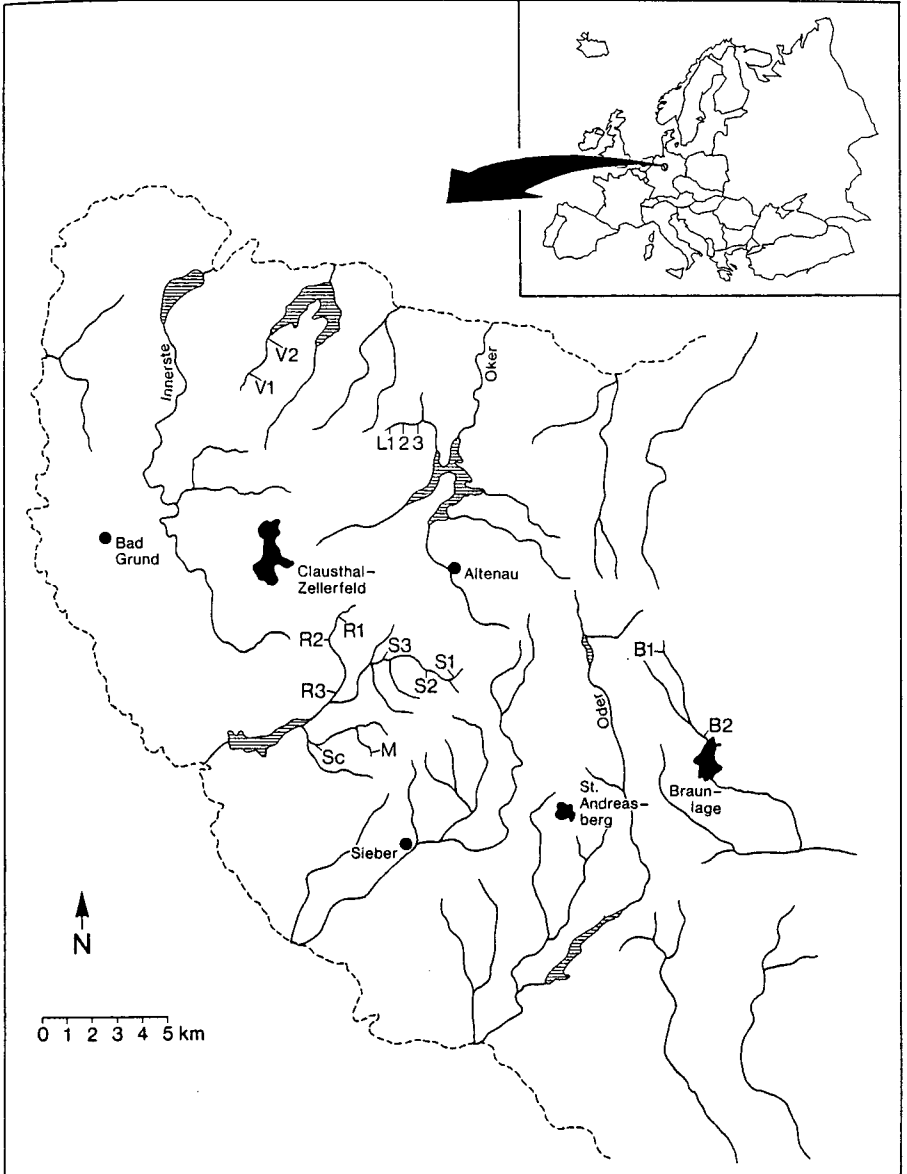 V2
V1
Innerste
Oker
L1 2 3
Bad
Grund
Clausthal-
Zellerfeld
Altenau
R1
R2
R3
S3
S1
S2
B1
B2
Oder
Sc
M
Braun-
lage
St.
Andreas-
berg
Sieber
N
0 1 2 3 4 5 km